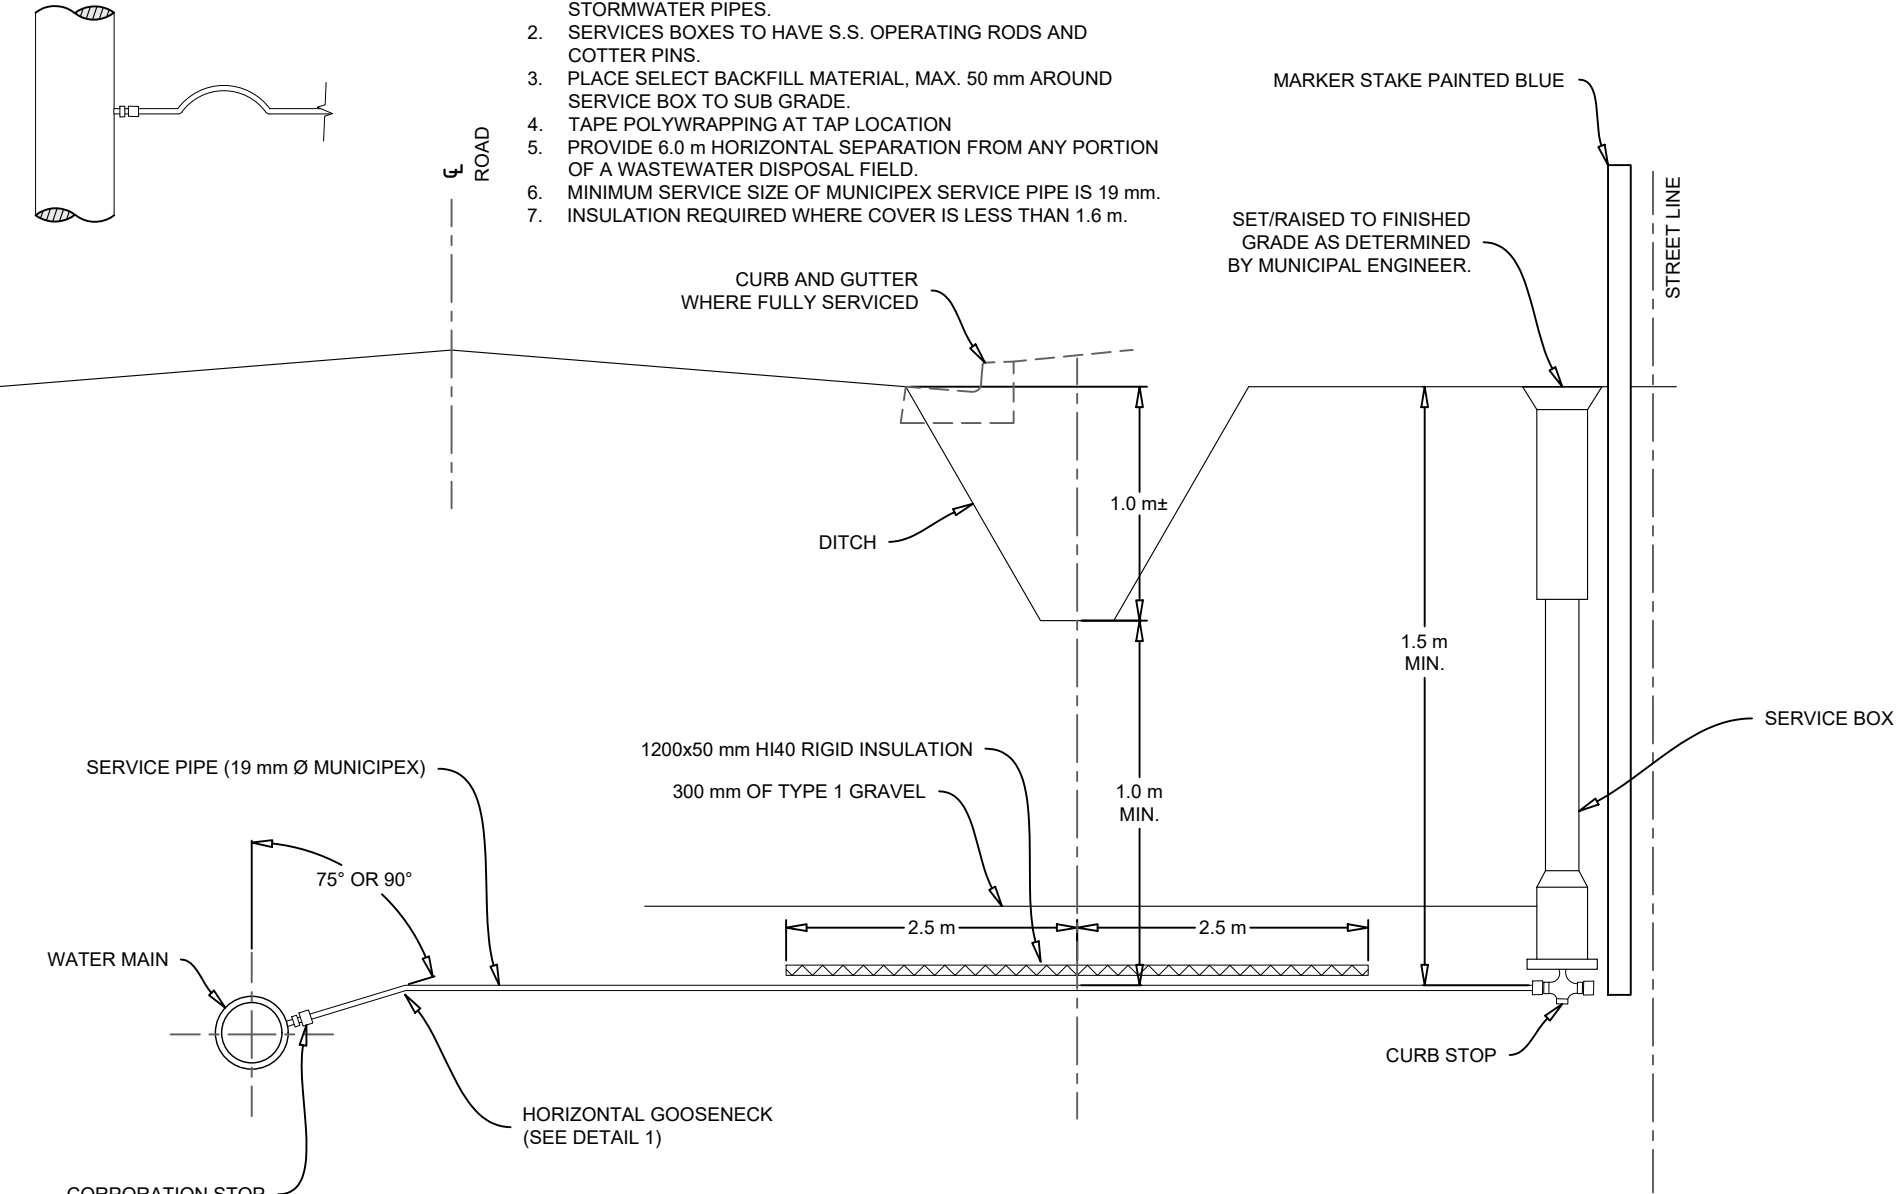 STORMWATER PIPES.
2. SERVICES BOXES TO HAVE S.S. OPERATING RODS AND
COTTER PINS.
3. PLACE SELECT BACKFILL MATERIAL, MAX. 50 mm AROUND
SERVICE BOX TO SUB GRADE.
4. TAPE POLYWRAPPING AT TAP LOCATION
5. PROVIDE 6.0 m HORIZONTAL SEPARATION FROM ANY PORTION
OF A WASTEWATER DISPOSAL FIELD.
6. MINIMUM SERVICE SIZE OF MUNICIPEX SERVICE PIPE IS 19 mm.
7. INSULATION REQUIRED WHERE COVER IS LESS THAN 1.6 m.
MARKER STAKE PAINTED BLUE
℄
ROAD
STREET LINE
SET/RAISED TO FINISHED
GRADE AS DETERMINED
BY MUNICIPAL ENGINEER.
CURB AND GUTTER
WHERE FULLY SERVICED
1.0 m±
DITCH
1.5 m
MIN.
SERVICE BOX
1200x50 mm HI40 RIGID INSULATION
SERVICE PIPE (19 mm Ø MUNICIPEX)
300 mm OF TYPE 1 GRAVEL
1.0 m
MIN.
75° OR 90°
2.5 m
2.5 m
WATER MAIN
CURB STOP
HORIZONTAL GOOSENECK
(SEE DETAIL 1)
CORPORATION STOP